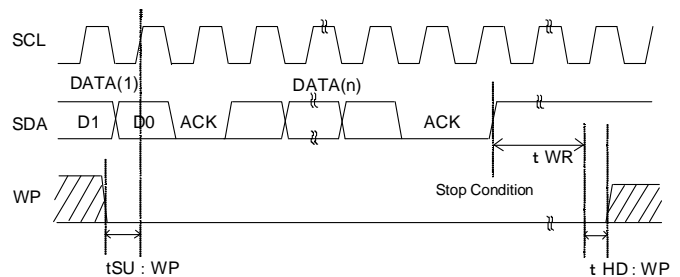 SCL
DATA(1)
DATA(n)
SDA
D1
D0
ACK
ACK
t WR
WP
Stop Condition
tSU : WP
t HD : WP